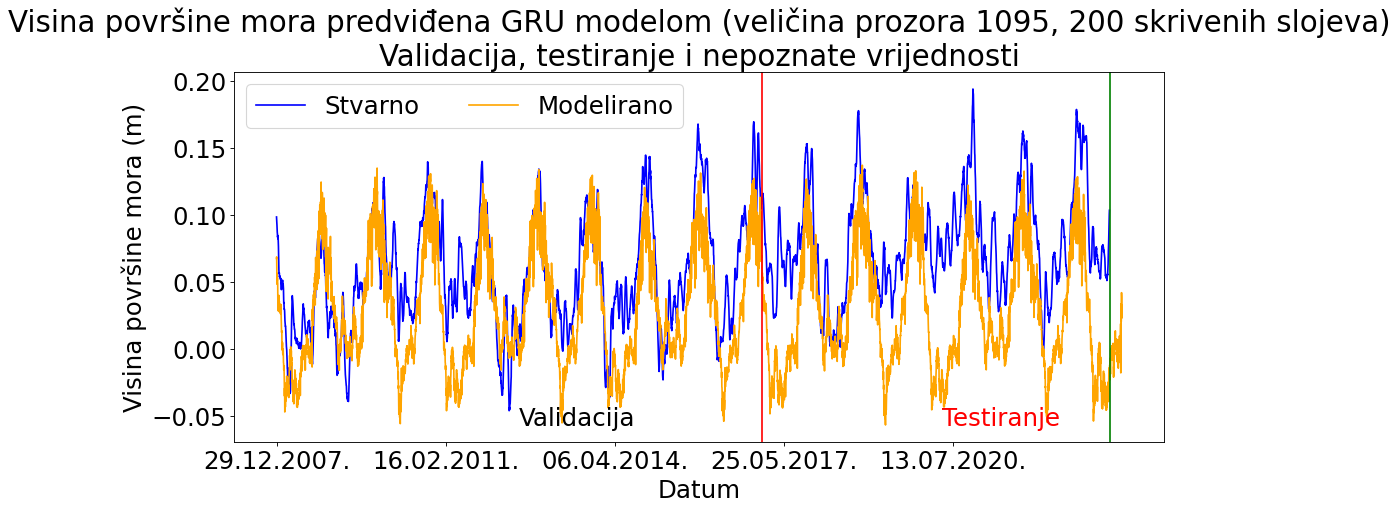 Visina površine mora predviđena GRU modelom (veličina prozora 1095, 200 skrivenih slojeva)
Validacija, testiranje i nepoznate vrijednosti
Stvarno
Modelirano
0.20
0.15
0.10
0.05
0.00
−0.05
Visina površine mora (m)
Validacija
Testiranje
29.12.2007.
16.02.2011.
06.04.2014.
25.05.2017.
13.07.2020.
Datum